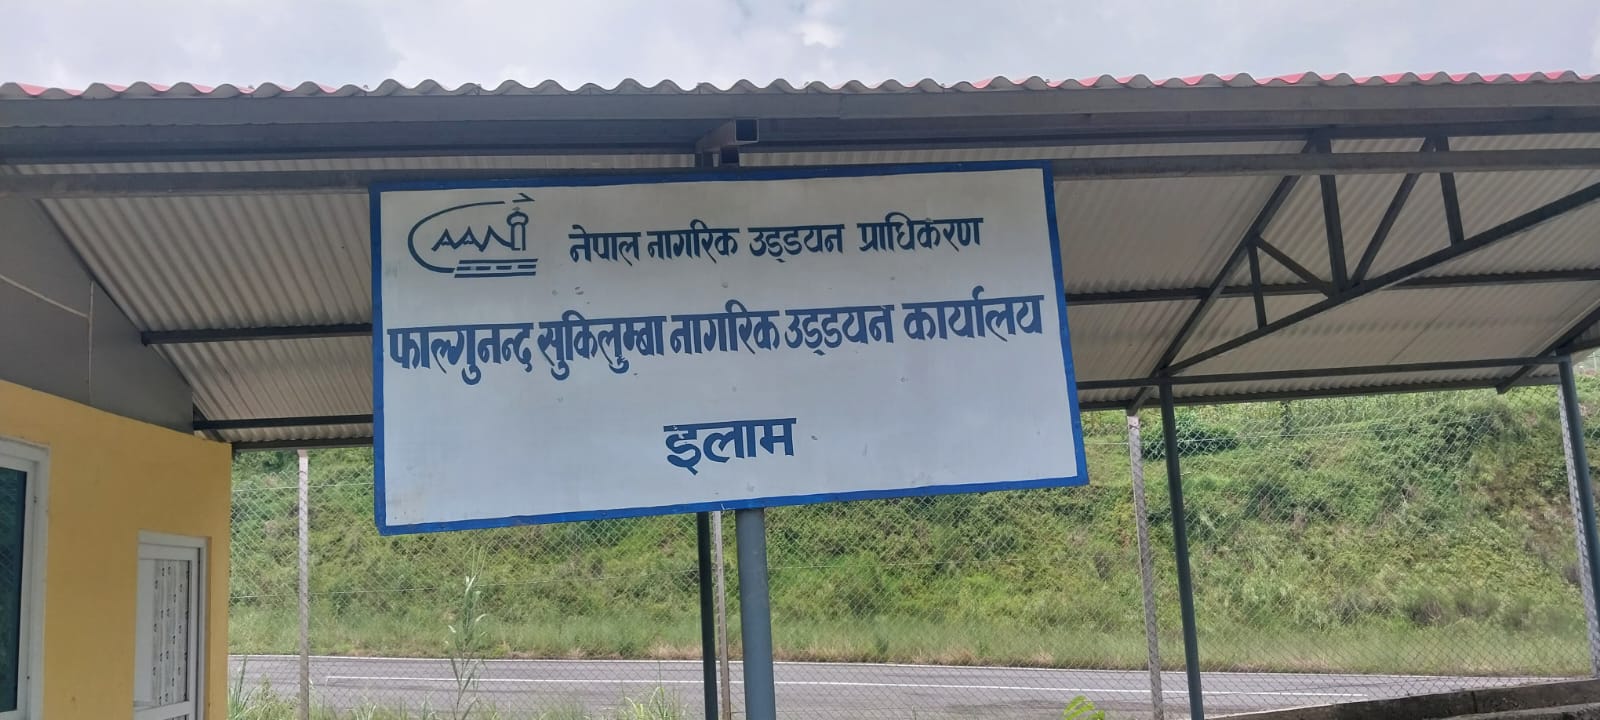 CAAN नेपाल नागरिक उड्डयन प्राधिकरण
फाल्गुनन्द सुकिलुम्बा नागरिक उड्डयन कार्यालय
इलाम